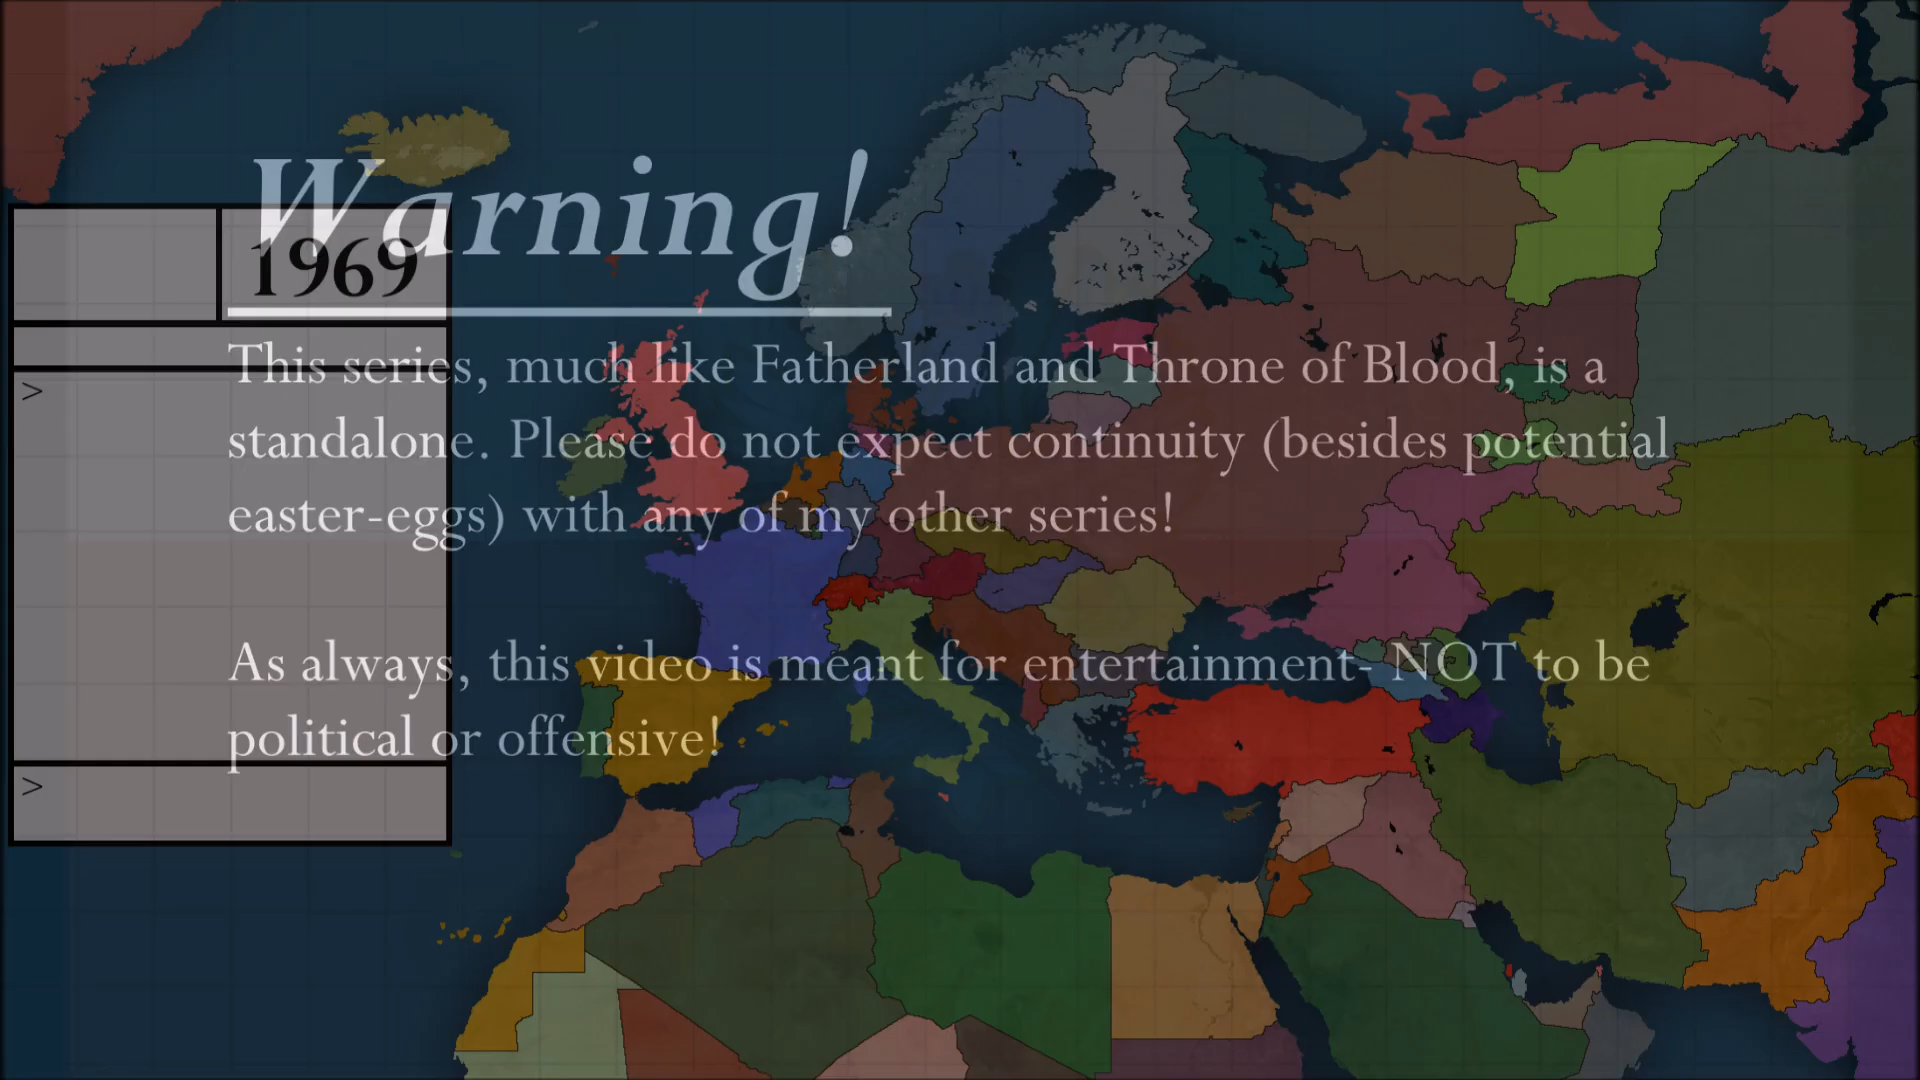 Warning!
1969
This series, much like Fatherland and Throne of Blood, is a
>
standalone. Please do not expect continuity (besides potential
easter-eggs) with any of my other series!
As always, this video is meant for entertainment- NOT to be
political or offensive!
>